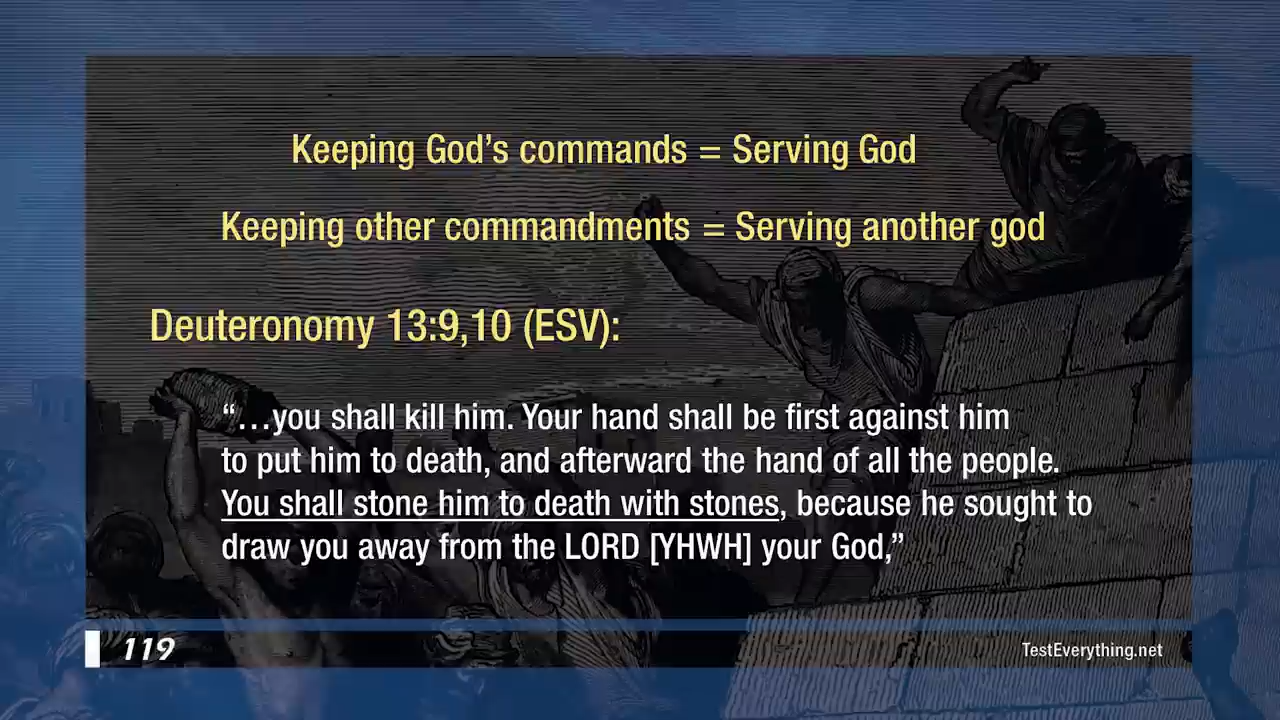 Keeping God’s commands = Serving God
Keeping other commandments = Serving another god
Deuteronomy 13:9,10 (ESV):
“…you shall kill him. Your hand shall be first against him
to put him to death, and afterward the hand of all the people.
You shall stone him to death with stones, because he sought to
draw you away from the LORD [YHWH] your God,”
119
TestEverything.net